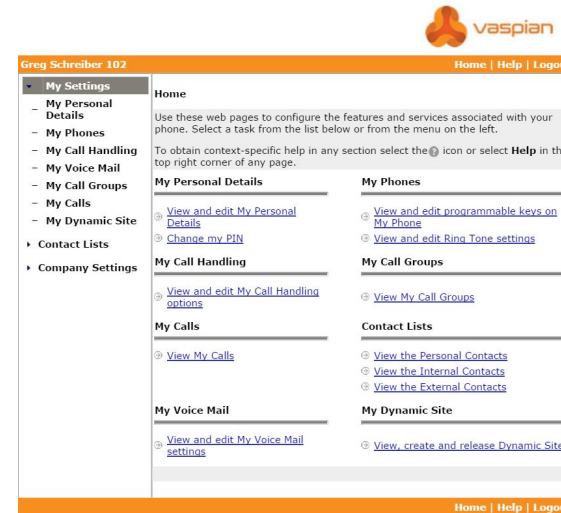 vaspian
Greg Schreiber 102
Home | Help | Logo
My Settings
My Personal
Details
My Phones
My Call Handling
My Voice Mail
My Call Groups
My Calls
My Dynamic Site
Contact Lists
Company Settings
Home
Use these web pages to configure the features and services associated with your
phone. Select a task from the list below or from the menu on the left.
To obtain context-specific help in any section select the ? icon or select Help in th
top right corner of any page.
My Personal Details
View and edit My Personal
Details
Change my PIN
My Phones
View and edit programmable keys on
My Phone
View and edit Ring Tone settings
My Call Handling
View and edit My Call Handling
options
My Call Groups
View My Call Groups
My Calls
View My Calls
Contact Lists
View the Personal Contacts
View the Internal Contacts
View the External Contacts
My Voice Mail
View and edit My Voice Mail
settings
My Dynamic Site
View, create and release Dynamic Site
Home | Help | Logo